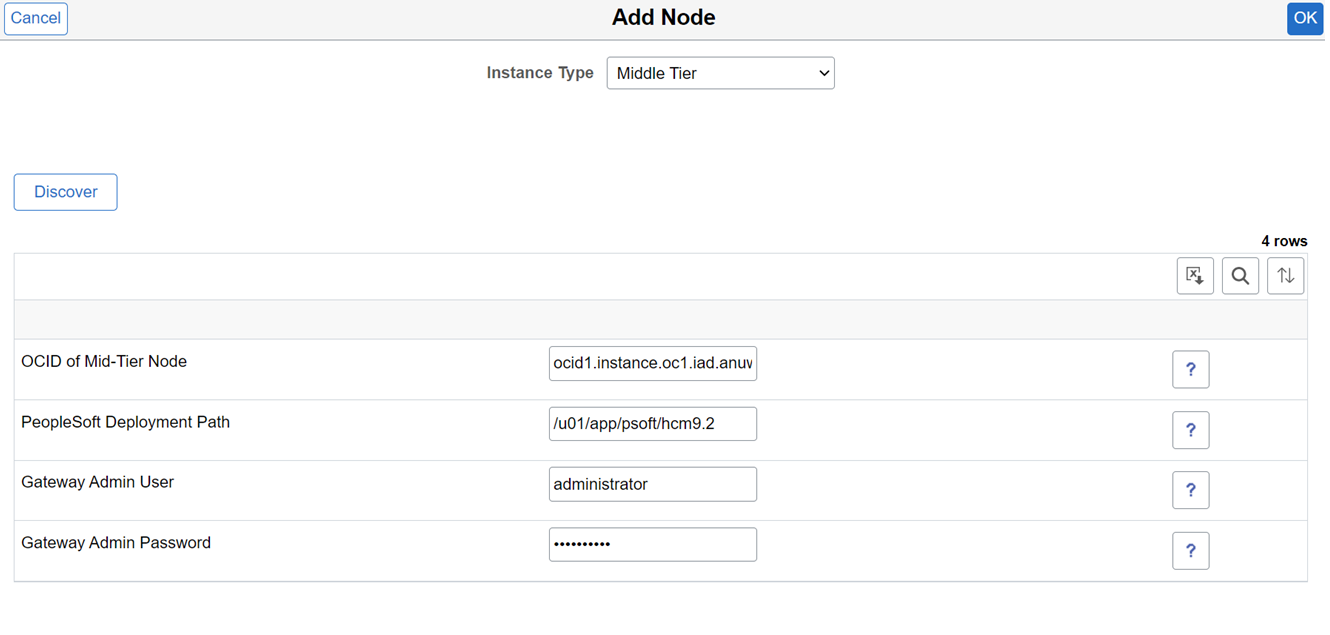 Cancel
Add Node
OK
Instance Type
Middle Tier
Discover
4 rows
OCID of Mid-Tier Node
ocid1.instance.oc1.iad.anuw
?
PeopleSoft Deployment Path
/u01/app/psoft/hcm9.2
?
Gateway Admin User
administrator
?
Gateway Admin Password
••••••••••
?